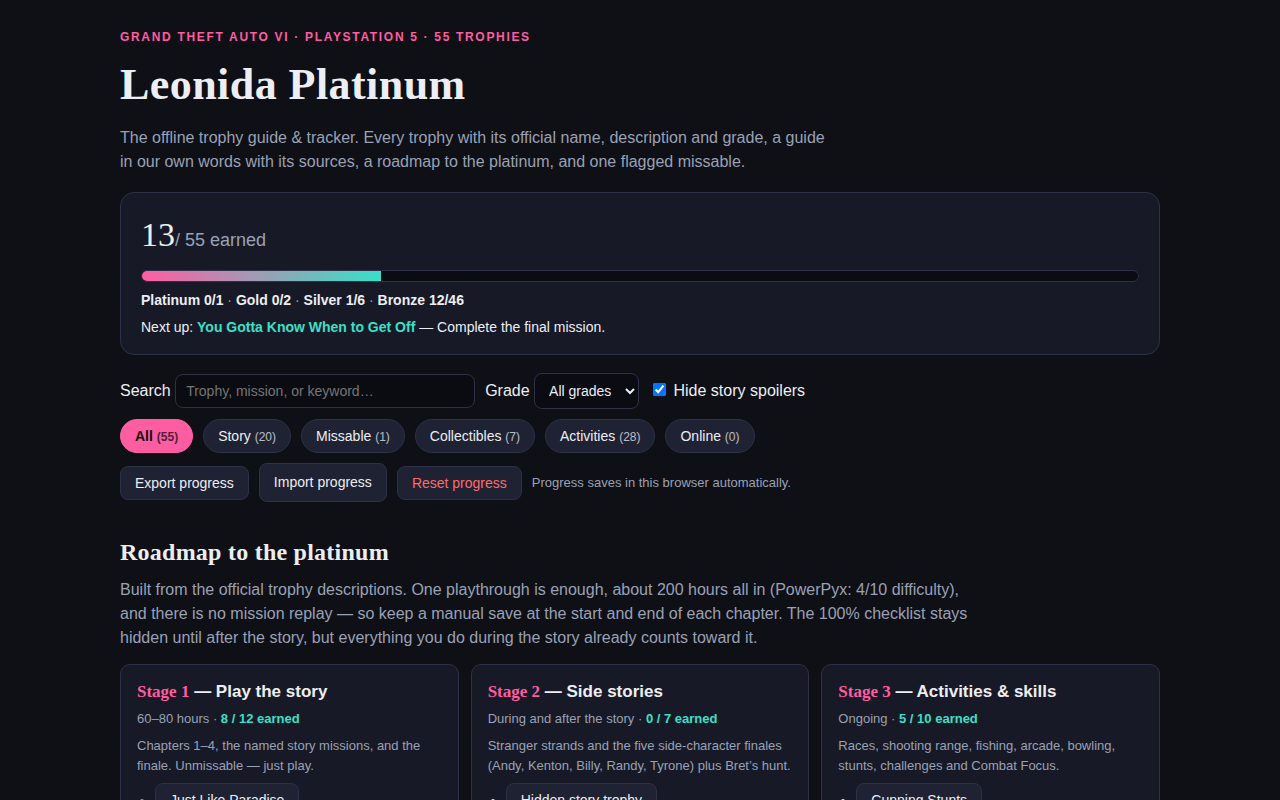 GRAND THEFT AUTO VI · PLAYSTATION 5 · 55 TROPHIES
Leonida Platinum
The offline trophy guide & tracker. Every trophy with its official name, description and grade, a guide
in our own words with its sources, a roadmap to the platinum, and one flagged missable.
13/ 55 earned
Platinum 0/1 · Gold 0/2 · Silver 1/6 · Bronze 12/46
Next up: You Gotta Know When to Get Off — Complete the final mission.
Search Trophy, mission, or keyword… Grade All grades Hide story spoilers
All (55) Story (20) Missable (1) Collectibles (7) Activities (28) Online (0)
Export progress Import progress Reset progress Progress saves in this browser automatically.
Roadmap to the platinum
Built from the official trophy descriptions. One playthrough is enough, about 200 hours all in (PowerPyx: 4/10 difficulty),
and there is no mission replay — so keep a manual save at the start and end of each chapter. The 100% checklist stays
hidden until after the story, but everything you do during the story already counts toward it.
Stage 1 — Play the story
60–80 hours · 8 / 12 earned
Chapters 1–4, the named story missions, and the
finale. Unmissable — just play.
Just Like Paradise
Stage 2 — Side stories
During and after the story · 0 / 7 earned
Stranger strands and the five side-character finales
(Andy, Kenton, Billy, Randy, Tyrone) plus Bret's hunt.
Hidden story trophy
Stage 3 — Activities & skills
Ongoing · 5 / 10 earned
Races, shooting range, fishing, arcade, bowling,
stunts, challenges and Combat Focus.
Cunning Stunts